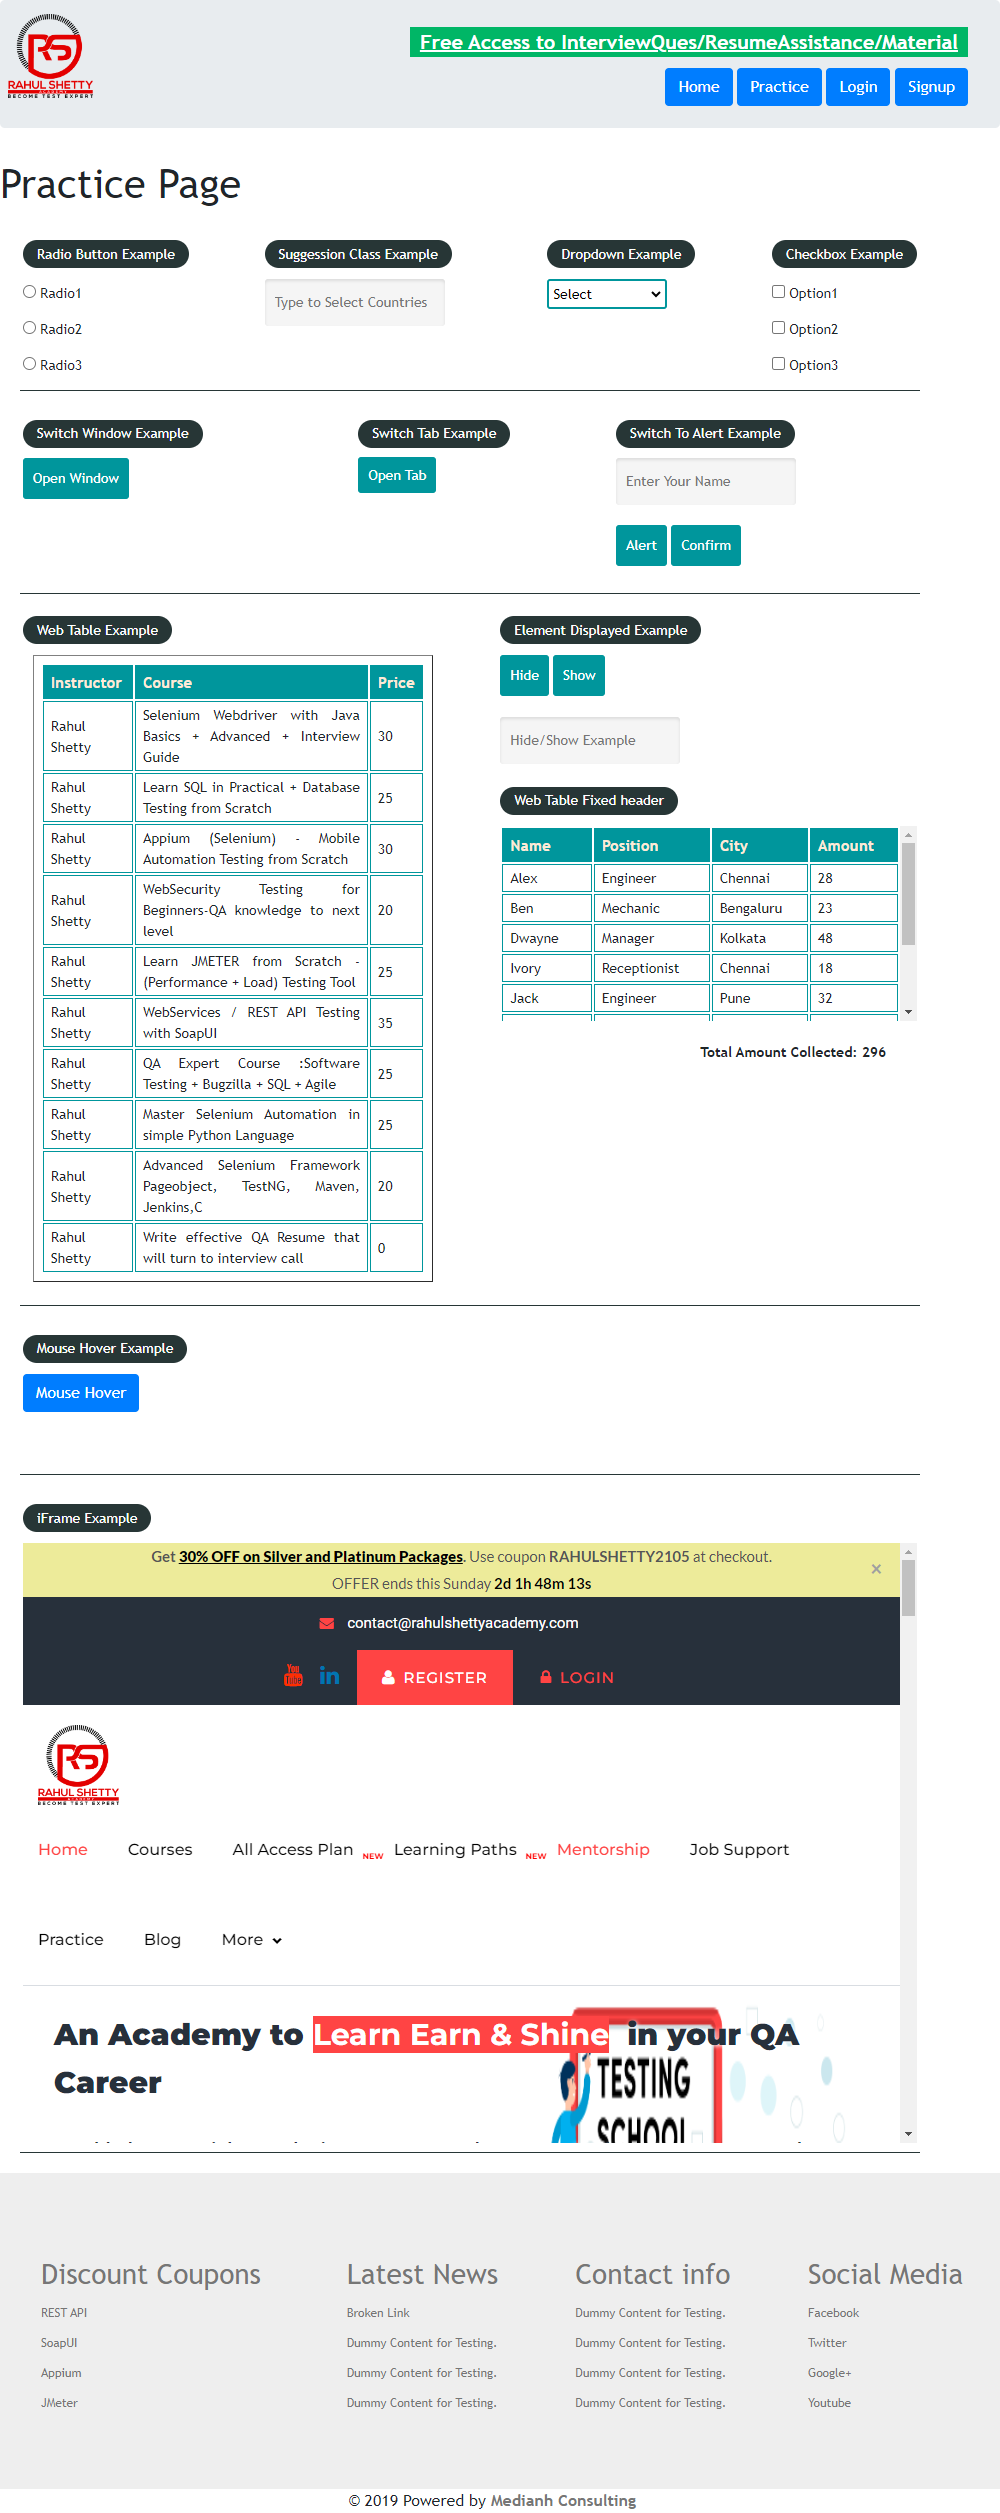 RS
RAHUL SHETTY
ACADEMY
BECOME TEST EXPERT
Free Access to InterviewQues/ResumeAssistance/Material
Home Practice Login Signup
Practice Page
Radio Button Example
Radio1
Radio2
Radio3
Suggession Class Example
Type to Select Countries
Dropdown Example
Select
Checkbox Example
Option1
Option2
Option3
Switch Window Example
Open Window
Switch Tab Example
Open Tab
Switch To Alert Example
Enter Your Name
Alert Confirm
Web Table Example
Instructor Course Price
Rahul Shetty Selenium Webdriver with Java Basics + Advanced + Interview Guide 30
Rahul Shetty Learn SQL in Practical + Database Testing from Scratch 25
Rahul Shetty Appium (Selenium) - Mobile Automation Testing from Scratch 30
Rahul Shetty WebSecurity Testing for Beginners-QA knowledge to next level 20
Rahul Shetty Learn JMETER from Scratch - (Performance + Load) Testing Tool 25
Rahul Shetty WebServices / REST API Testing with SoapUI 35
Rahul Shetty QA Expert Course :Software Testing + Bugzilla + SQL + Agile 25
Rahul Shetty Master Selenium Automation in simple Python Language 25
Rahul Shetty Advanced Selenium Framework Pageobject, TestNG, Maven, Jenkins,C 20
Rahul Shetty Write effective QA Resume that will turn to interview call 0
Element Displayed Example
Hide Show
Hide/Show Example
Web Table Fixed header
Name Position City Amount
Alex Engineer Chennai 28
Ben Mechanic Bengaluru 23
Dwayne Manager Kolkata 48
Ivory Receptionist Chennai 18
Jack Engineer Pune 32
Total Amount Collected: 296
Mouse Hover Example
Mouse Hover
iFrame Example
Get 30% OFF on Silver and Platinum Packages. Use coupon RAHULSHETTY2105 at checkout.
OFFER ends this Sunday 2d 1h 48m 13s
×
contact@rahulshettyacademy.com
You Tube in REGISTER LOGIN
RS
RAHUL SHETTY
ACADEMY
BECOME TEST EXPERT
Home Courses All Access Plan NEW Learning Paths NEW Mentorship Job Support
Practice Blog More
An Academy to Learn Earn & Shine in your QA
Career
TESTING
SCHOOL
Discount Coupons
REST API
SoapUI
Appium
JMeter
Latest News
Broken Link
Dummy Content for Testing.
Dummy Content for Testing.
Dummy Content for Testing.
Contact info
Dummy Content for Testing.
Dummy Content for Testing.
Dummy Content for Testing.
Dummy Content for Testing.
Social Media
Facebook
Twitter
Google+
Youtube
© 2019 Powered by Medianh Consulting